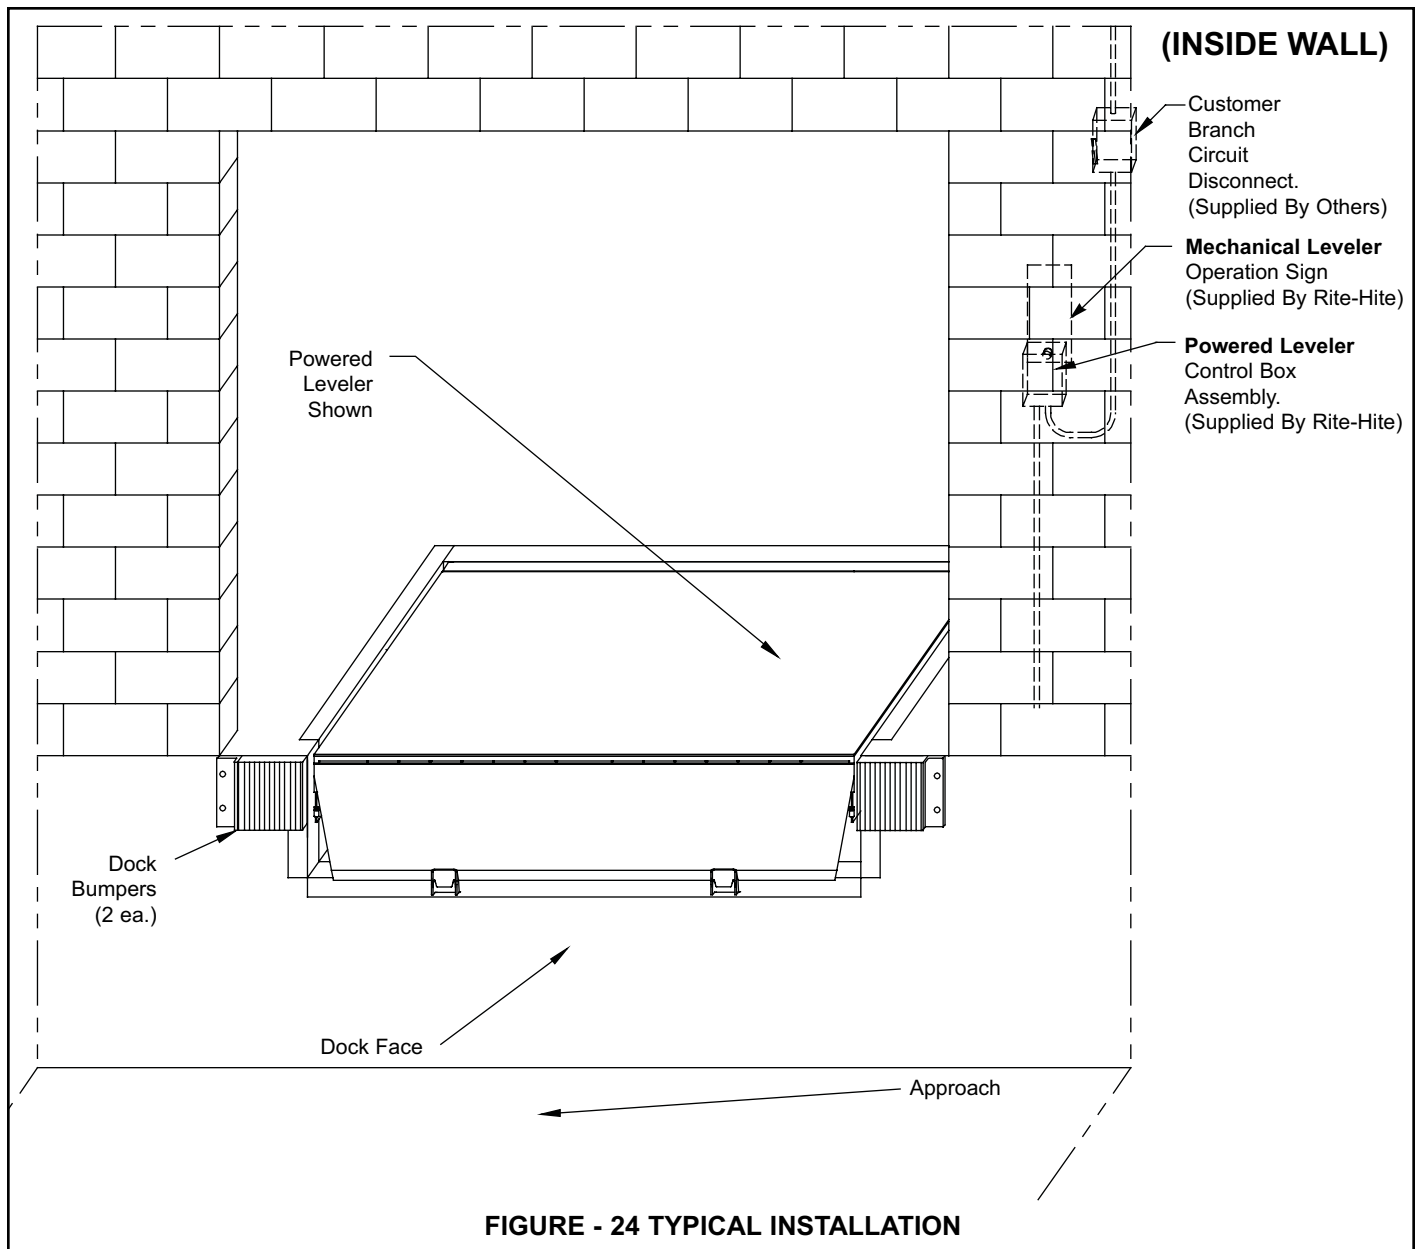 (INSIDE WALL)
Customer
Branch
Circuit
Disconnect.
(Supplied By Others)
Mechanical Leveler
Operation Sign
(Supplied By Rite-Hite)
Powered Leveler
Control Box
Assembly.
(Supplied By Rite-Hite)
Powered
Leveler
Shown
Dock
Bumpers
(2 ea.)
Dock Face
Approach
FIGURE - 24 TYPICAL INSTALLATION